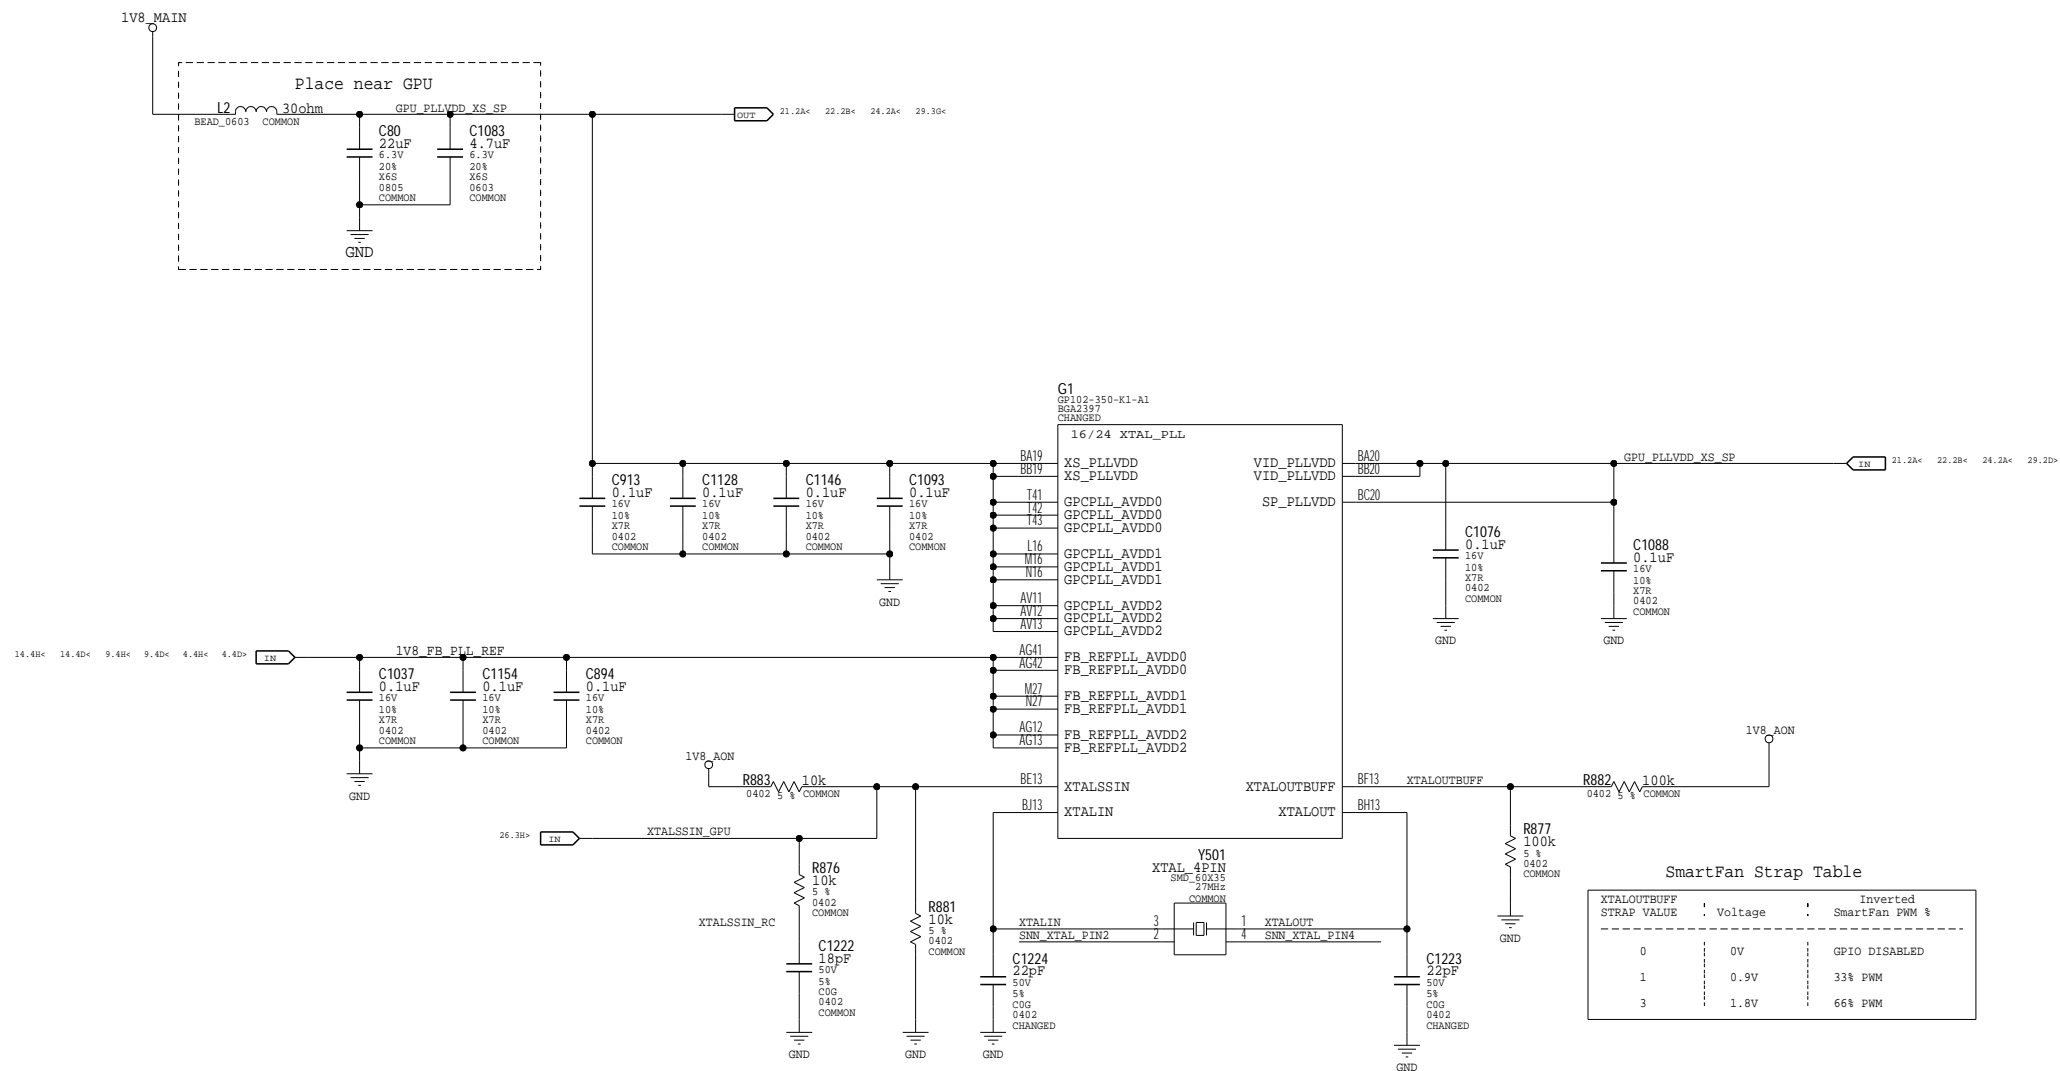 1V8_MAIN
Place near GPU
L2
30ohm
BEAD_0603 COMMON
GPU_PLLVDD_XS_SP
C80
22uF
6.3V
20%
X6S
0805
COMMON
C1083
4.7uF
6.3V
20%
X6S
0603
COMMON
GND
OUT
21.2A< 22.2B< 24.2A< 29.3G<
G1
GP102-350-K1-A1
BGA2397
CHANGED
16/24 XTAL_PLL
BA19 XS_PLLVDD
BB19 XS_PLLVDD
T41 GPCPLL_AVDD0
T42 GPCPLL_AVDD0
T43 GPCPLL_AVDD0
L16 GPCPLL_AVDD1
M16 GPCPLL_AVDD1
N16 GPCPLL_AVDD1
AV11 GPCPLL_AVDD2
AV12 GPCPLL_AVDD2
AV13 GPCPLL_AVDD2
AG41 FB_REFPLL_AVDD0
AG42 FB_REFPLL_AVDD0
M27 FB_REFPLL_AVDD1
N27 FB_REFPLL_AVDD1
AG12 FB_REFPLL_AVDD2
AG13 FB_REFPLL_AVDD2
BE13 XTALSSIN
BJ13 XTALIN
VID_PLLVDD BA20
VID_PLLVDD BB20
SP_PLLVDD BC20
XTALOUTBUFF BF13
XTALOUT BH13
C913
0.1uF
16V
10%
X7R
0402
COMMON
C1128
0.1uF
16V
10%
X7R
0402
COMMON
C1146
0.1uF
16V
10%
X7R
0402
COMMON
C1093
0.1uF
16V
10%
X7R
0402
COMMON
GND
GPU_PLLVDD_XS_SP
IN
21.2A< 22.2B< 24.2A< 29.2D>
C1076
0.1uF
16V
10%
X7R
0402
COMMON
GND
C1088
0.1uF
16V
10%
X7R
0402
COMMON
GND
14.4H< 14.4D< 9.4H< 9.4D< 4.4H< 4.4D>
IN
1V8_FB_PLL_REF
C1037
0.1uF
16V
10%
X7R
0402
COMMON
C1154
0.1uF
16V
10%
X7R
0402
COMMON
C894
0.1uF
16V
10%
X7R
0402
COMMON
GND
1V8_AON
R883
10k
0402 5 % COMMON
26.3H>
IN
XTALSSIN_GPU
R876
10k
5 %
0402
COMMON
XTALSSIN_RC
C1222
18pF
50V
5%
C0G
0402
COMMON
GND
R881
10k
5 %
0402
COMMON
GND
Y501
XTAL_4PIN
SMD_60X35
27MHz
COMMON
XTALIN 3
SNN_XTAL_PIN2 2
1 XTALOUT
4 SNN_XTAL_PIN4
C1224
22pF
50V
5%
C0G
0402
CHANGED
GND
C1223
22pF
50V
5%
C0G
0402
CHANGED
GND
XTALOUTBUFF
1V8_AON
R882
100k
0402 5 % COMMON
R877
100k
5 %
0402
COMMON
GND
SmartFan Strap Table
XTALOUTBUFF Inverted
STRAP VALUE Voltage SmartFan PWM %
0 0V GPIO DISABLED
1 0.9V 33% PWM
3 1.8V 66% PWM